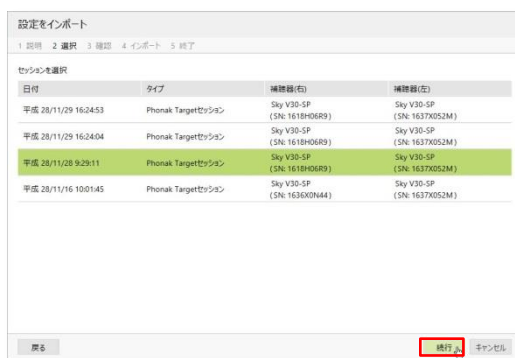 設定をインポート
1 説明 2 選択 3 確認 4 インポート 5 終了
セッションを選択
日付 タイプ 補聴器(右) 補聴器(左)
平成 28/11/29 16:24:53 Phonak Targetセッション Sky V30-SP (SN: 1618H06R9) Sky V30-SP (SN: 1637X052M)
平成 28/11/29 16:24:04 Phonak Targetセッション Sky V30-SP (SN: 1618H06R9) Sky V30-SP (SN: 1637X052M)
平成 28/11/28 9:29:11 Phonak Targetセッション Sky V30-SP (SN: 1618H06R9) Sky V30-SP (SN: 1637X052M)
平成 28/11/16 10:01:45 Phonak Targetセッション Sky V30-SP (SN: 1636X0N44) Sky V30-SP (SN: 1637X052M)
戻る 続行 キャンセル